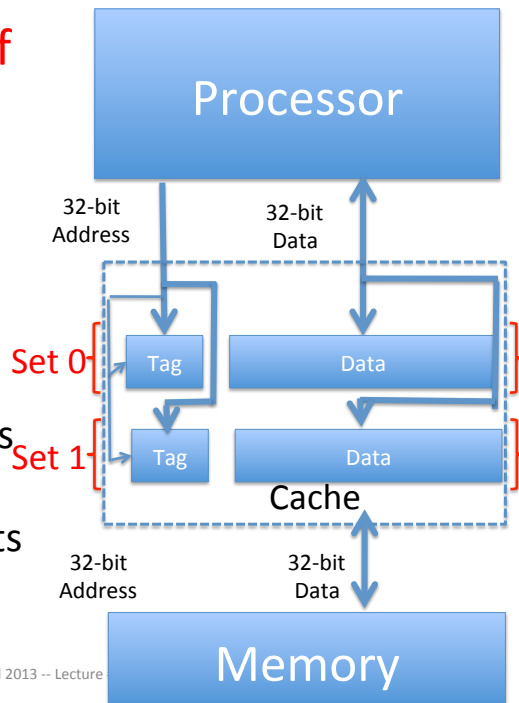 f
Processor
32-bit
Address
32-bit
Data
Set 0
Tag
Data
s
Set 1
Tag
Data
Cache
ts
32-bit
Address
32-bit
Data
2013 -- Lecture
Memory